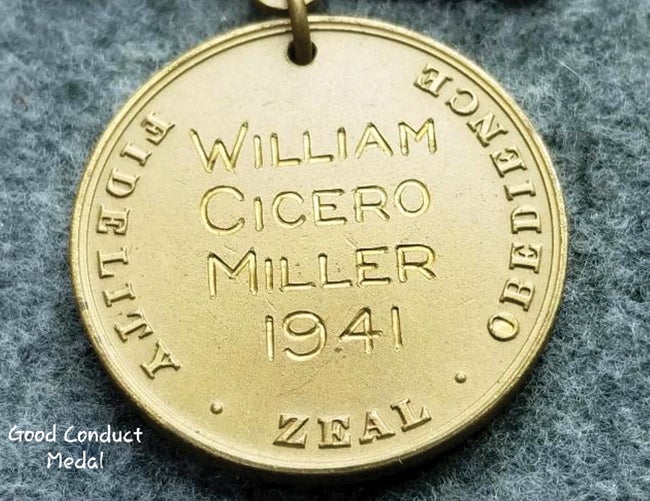 WILLIAM
CICERO
MILLER
1941
FIDELITY
ZEAL
OBEDIENCE
Good Conduct
Medal